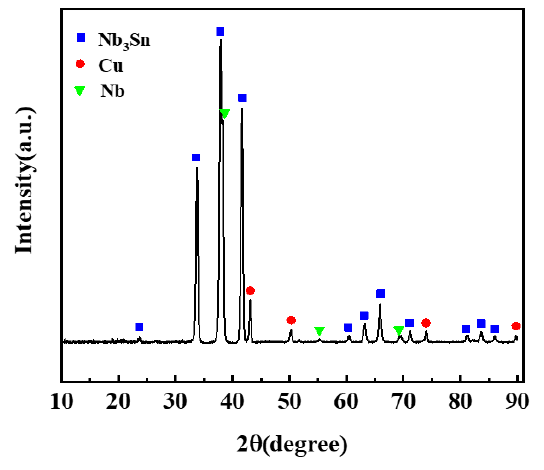 Nb₃Sn
Cu
Nb
Intensity(a.u.)
10 20 30 40 50 60 70 80 90
2θ(degree)